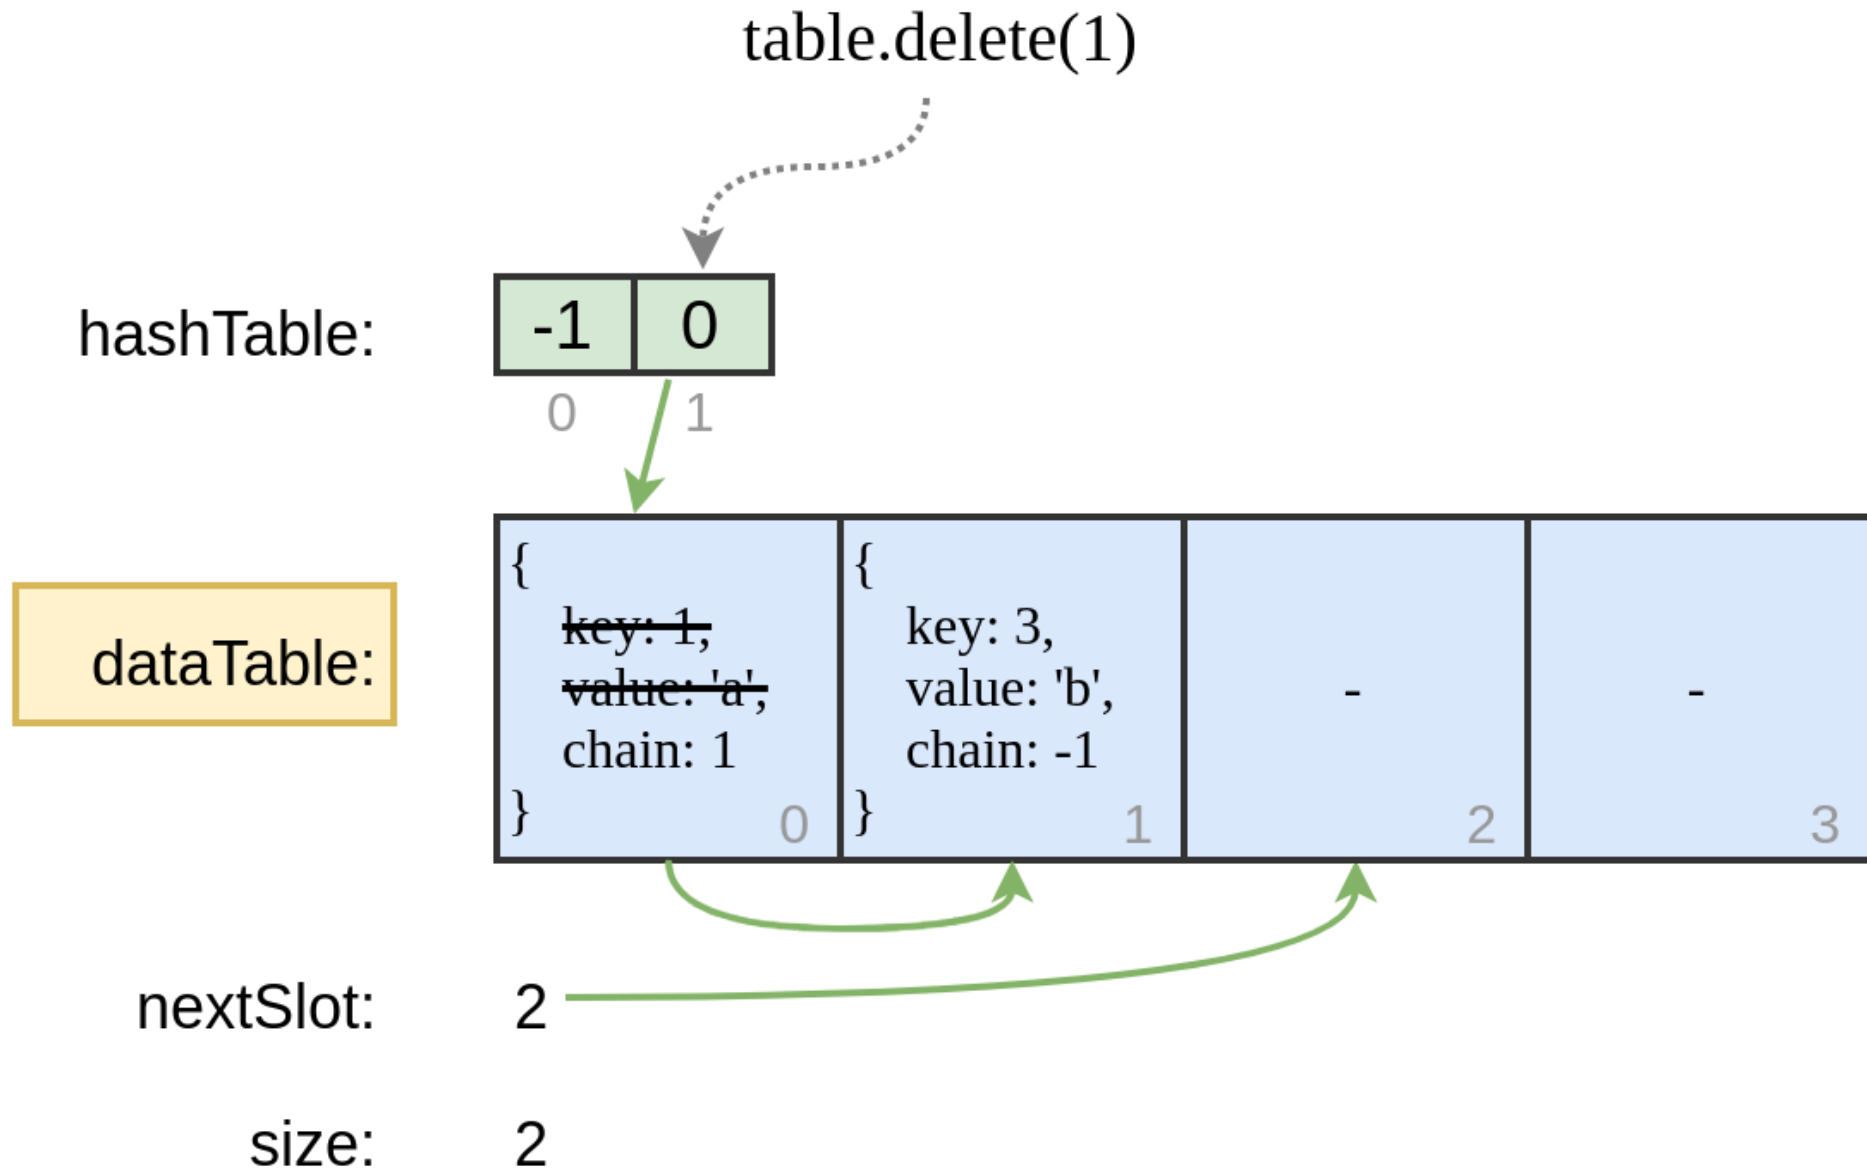 table.delete(1)
hashTable: -1 0
0 1
dataTable:
{
key: 1,
value: 'a',
chain: 1
}
0
{
key: 3,
value: 'b',
chain: -1
}
1
-
2
-
3
nextSlot: 2
size: 2